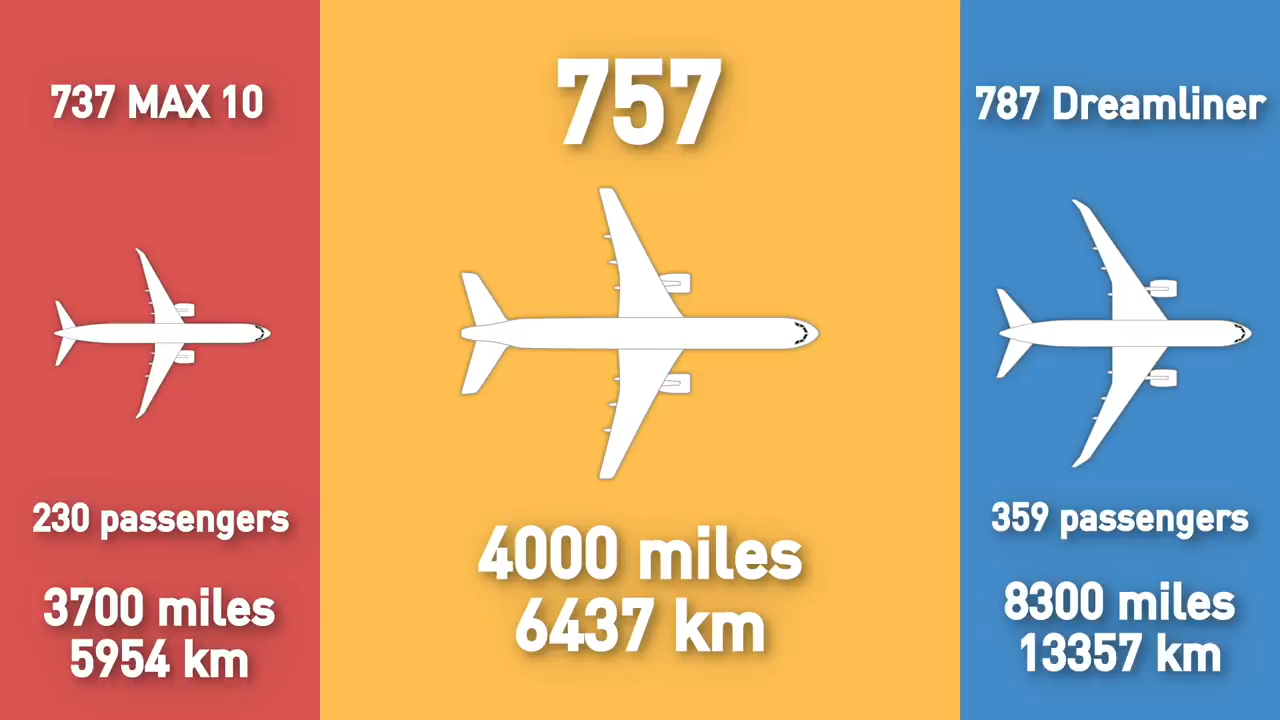 737 MAX 10
230 passengers
3700 miles
5954 km
757
4000 miles
6437 km
787 Dreamliner
359 passengers
8300 miles
13357 km